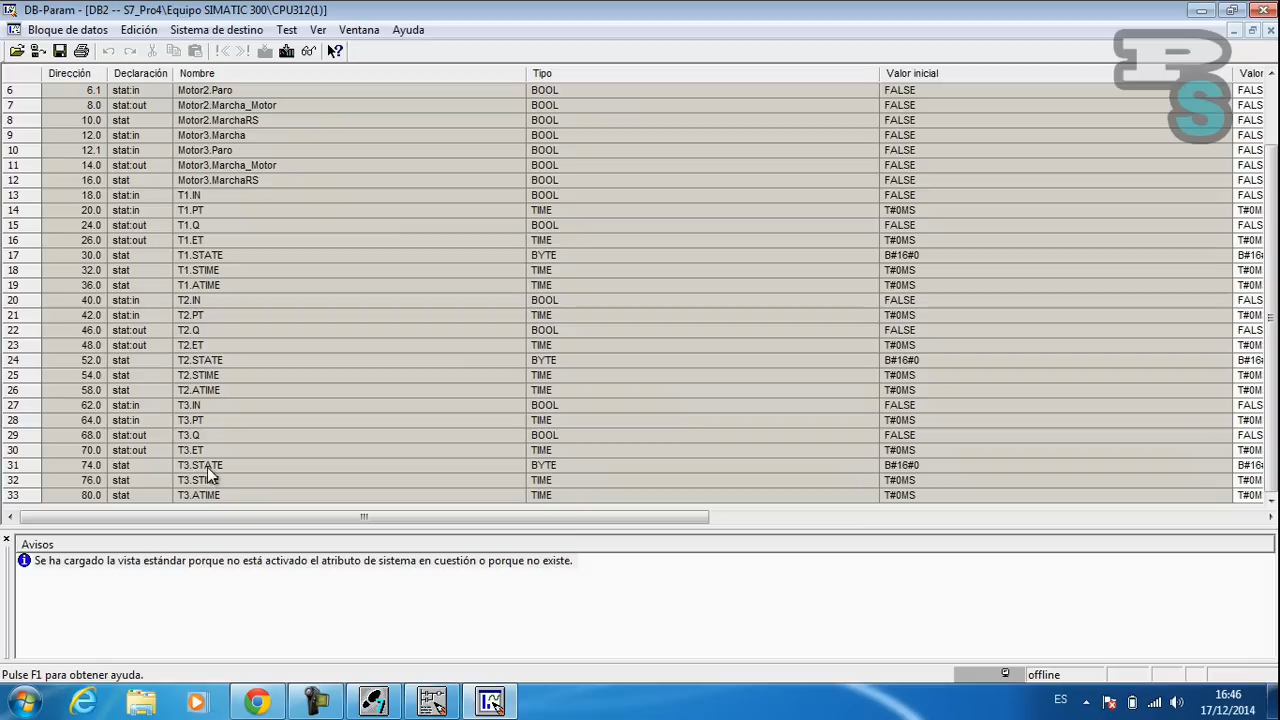 DB-Param - [DB2 -- S7_Pro4\Equipo SIMATIC 300\CPU312(1)]
Bloque de datos Edición Sistema de destino Test Ver Ventana Ayuda
PS
Dirección Declaración Nombre Tipo Valor inicial Valor
6 6.1 stat:in Motor2.Paro BOOL FALSE FALS
7 8.0 stat:out Motor2.Marcha_Motor BOOL FALSE FALS
8 10.0 stat Motor2.MarchaRS BOOL FALSE FALS
9 12.0 stat:in Motor3.Marcha BOOL FALSE FALS
10 12.1 stat:in Motor3.Paro BOOL FALSE FALS
11 14.0 stat:out Motor3.Marcha_Motor BOOL FALSE FALS
12 16.0 stat Motor3.MarchaRS BOOL FALSE FALS
13 18.0 stat:in T1.IN BOOL FALSE FALS
14 20.0 stat:in T1.PT TIME T#0MS T#0M
15 24.0 stat:out T1.Q BOOL FALSE FALS
16 26.0 stat:out T1.ET TIME T#0MS T#0M
17 30.0 stat T1.STATE BYTE B#16#0 B#16#
18 32.0 stat T1.STIME TIME T#0MS T#0M
19 36.0 stat T1.ATIME TIME T#0MS T#0M
20 40.0 stat:in T2.IN BOOL FALSE FALS
21 42.0 stat:in T2.PT TIME T#0MS T#0M
22 46.0 stat:out T2.Q BOOL FALSE FALS
23 48.0 stat:out T2.ET TIME T#0MS T#0M
24 52.0 stat T2.STATE BYTE B#16#0 B#16#
25 54.0 stat T2.STIME TIME T#0MS T#0M
26 58.0 stat T2.ATIME TIME T#0MS T#0M
27 62.0 stat:in T3.IN BOOL FALSE FALS
28 64.0 stat:in T3.PT TIME T#0MS T#0M
29 68.0 stat:out T3.Q BOOL FALSE FALS
30 70.0 stat:out T3.ET TIME T#0MS T#0M
31 74.0 stat T3.STATE BYTE B#16#0 B#16#
32 76.0 stat T3.STIME TIME T#0MS T#0M
33 80.0 stat T3.ATIME TIME T#0MS T#0M
Avisos
Se ha cargado la vista estándar porque no está activado el atributo de sistema en cuestión o porque no existe.
Pulse F1 para obtener ayuda.
offline
ES
16:46
17/12/2014